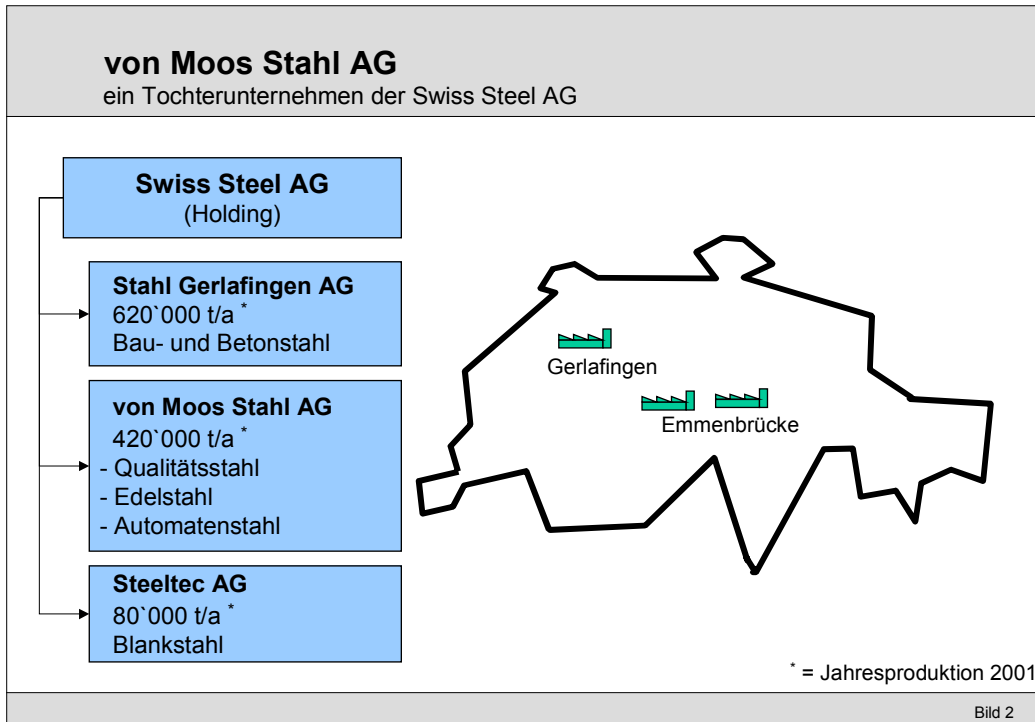 von Moos Stahl AG
ein Tochterunternehmen der Swiss Steel AG
Swiss Steel AG
(Holding)
Stahl Gerlafingen AG
620`000 t/a *
Bau- und Betonstahl
von Moos Stahl AG
420`000 t/a *
- Qualitätsstahl
- Edelstahl
- Automatenstahl
Steeltec AG
80`000 t/a *
Blankstahl
Gerlafingen
Emmenbrücke
* = Jahresproduktion 2001
Bild 2